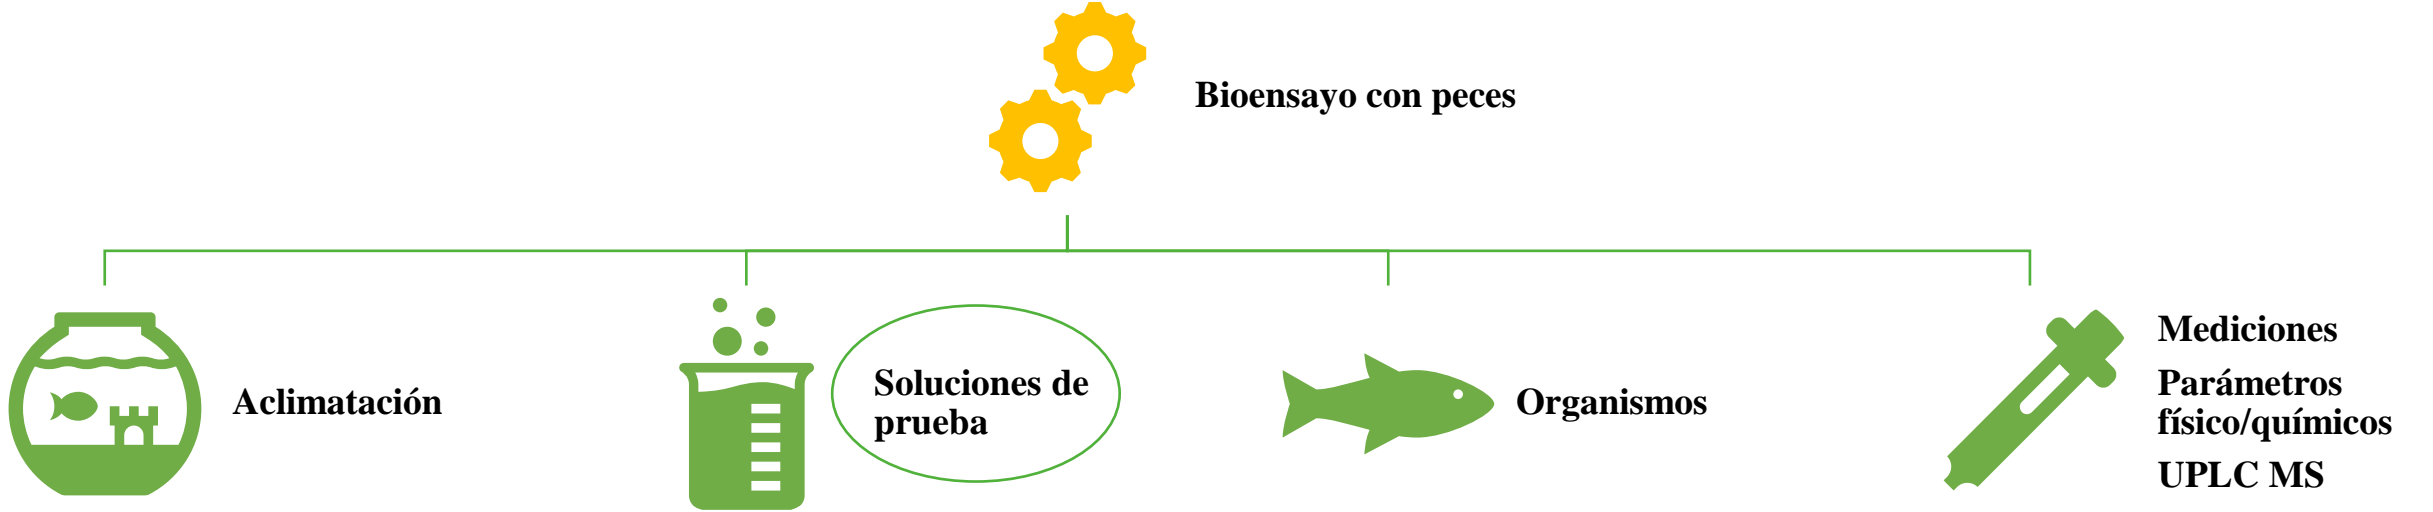 Bioensayo con peces
Aclimatación
Soluciones de
prueba
Organismos
Mediciones
Parámetros
físico/químicos
UPLC MS